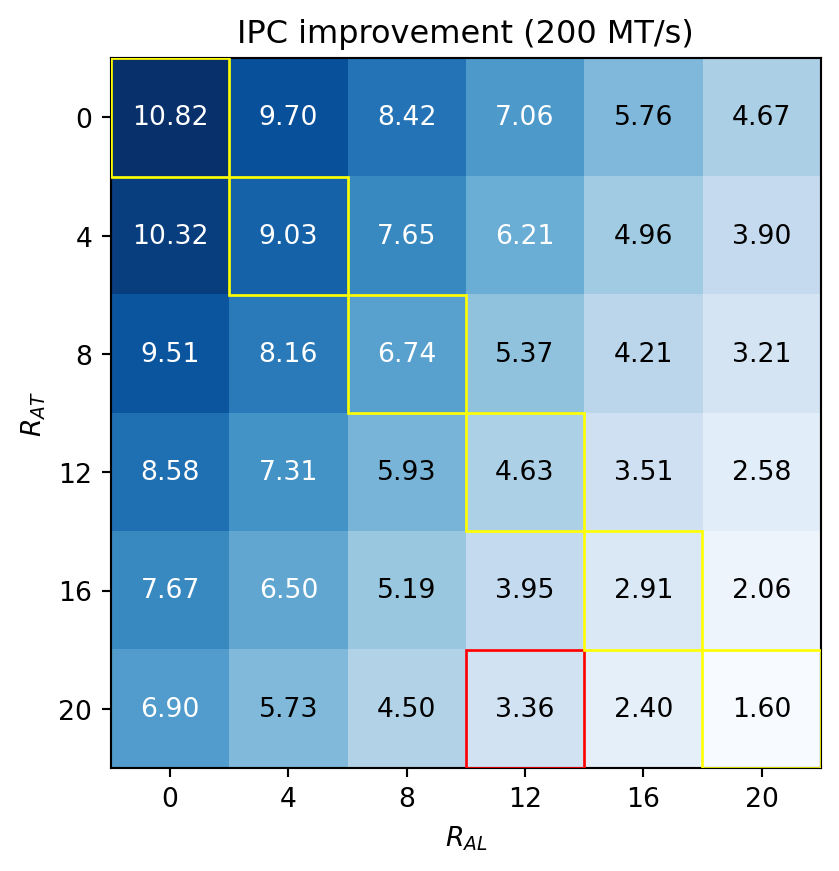 IPC improvement (200 MT/s)
0 10.82 9.70 8.42 7.06 5.76 4.67
4 10.32 9.03 7.65 6.21 4.96 3.90
8 9.51 8.16 6.74 5.37 4.21 3.21
R_AT
12 8.58 7.31 5.93 4.63 3.51 2.58
16 7.67 6.50 5.19 3.95 2.91 2.06
20 6.90 5.73 4.50 3.36 2.40 1.60
0 4 8 12 16 20
R_AL